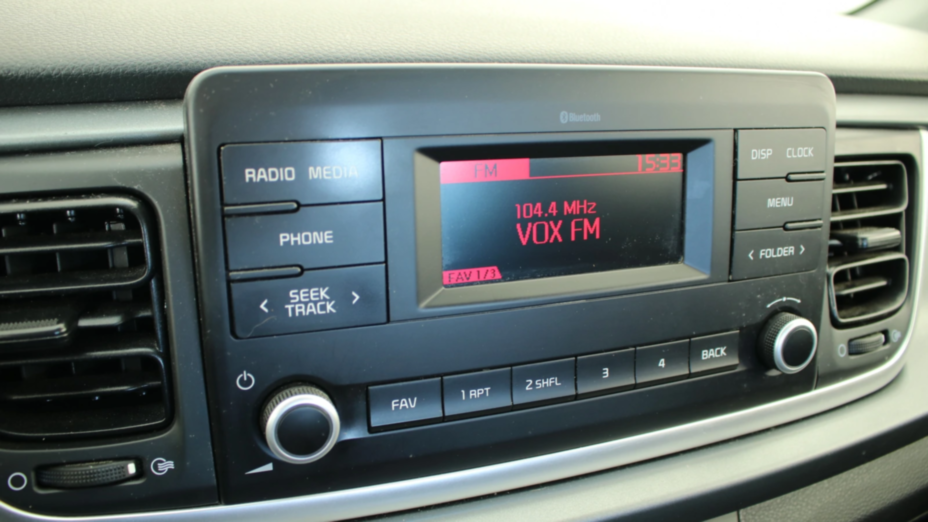 Bluetooth
RADIO MEDIA
PHONE
< SEEK >
TRACK
FM 15:33
104.4 MHz
VOX FM
FAV 1/3
DISP CLOCK
MENU
< FOLDER >
FAV
1 RPT
2 SHFL
3
4
BACK